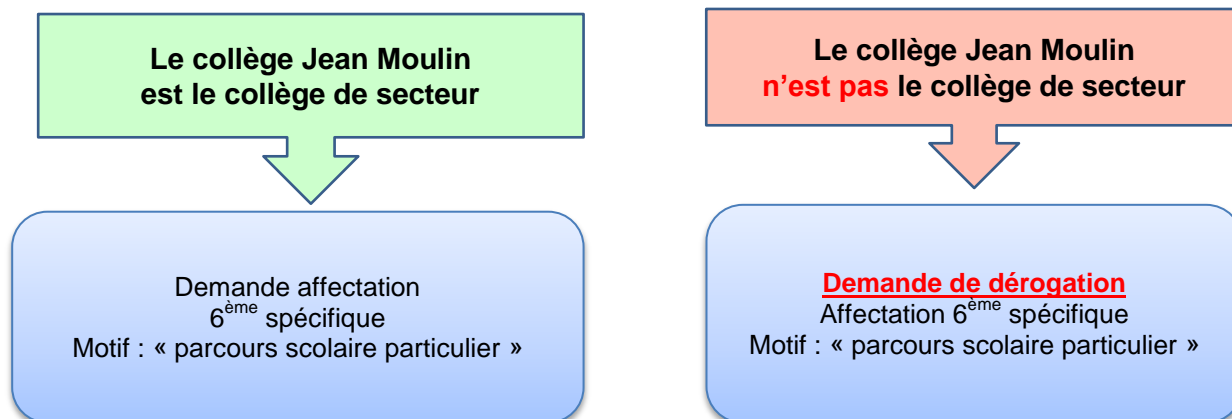 Le collège Jean Moulin
est le collège de secteur
Demande affectation
6ème spécifique
Motif : « parcours scolaire particulier »
Le collège Jean Moulin
n'est pas le collège de secteur
Demande de dérogation
Affectation 6ème spécifique
Motif : « parcours scolaire particulier »